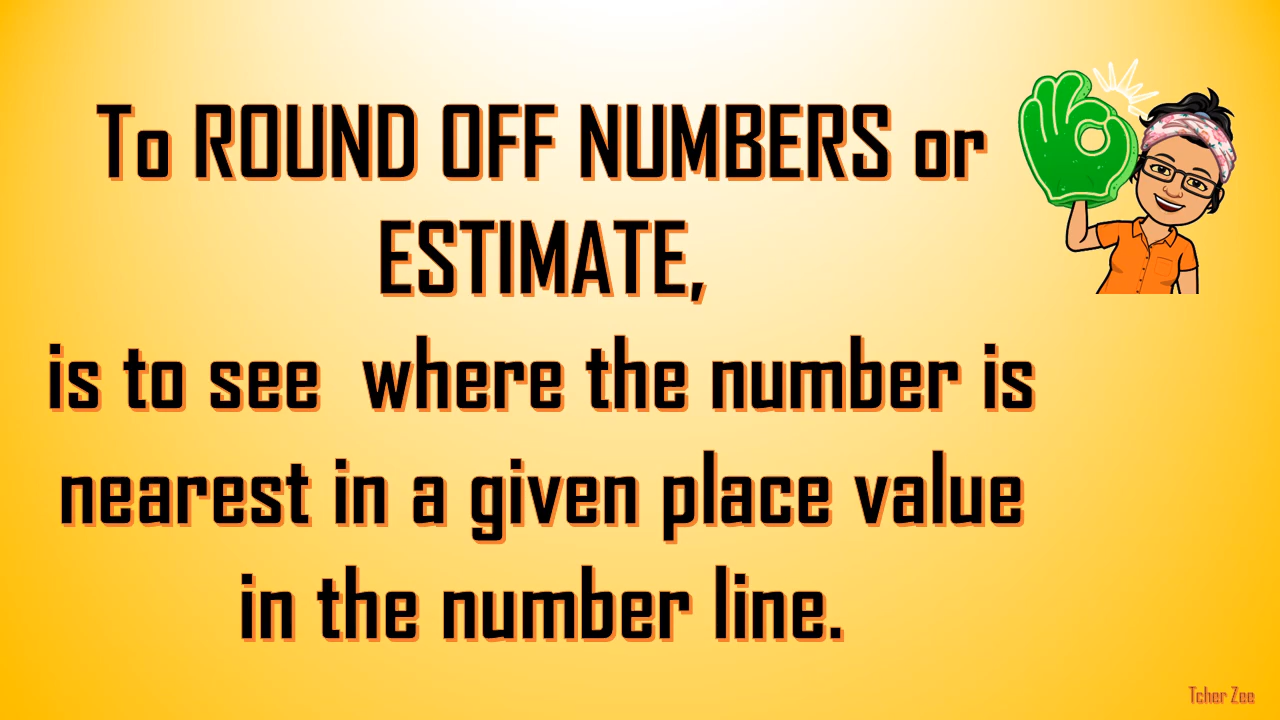 To ROUND OFF NUMBERS or
ESTIMATE,
is to see  where the number is
nearest in a given place value
in the number line.
Tcher Zee